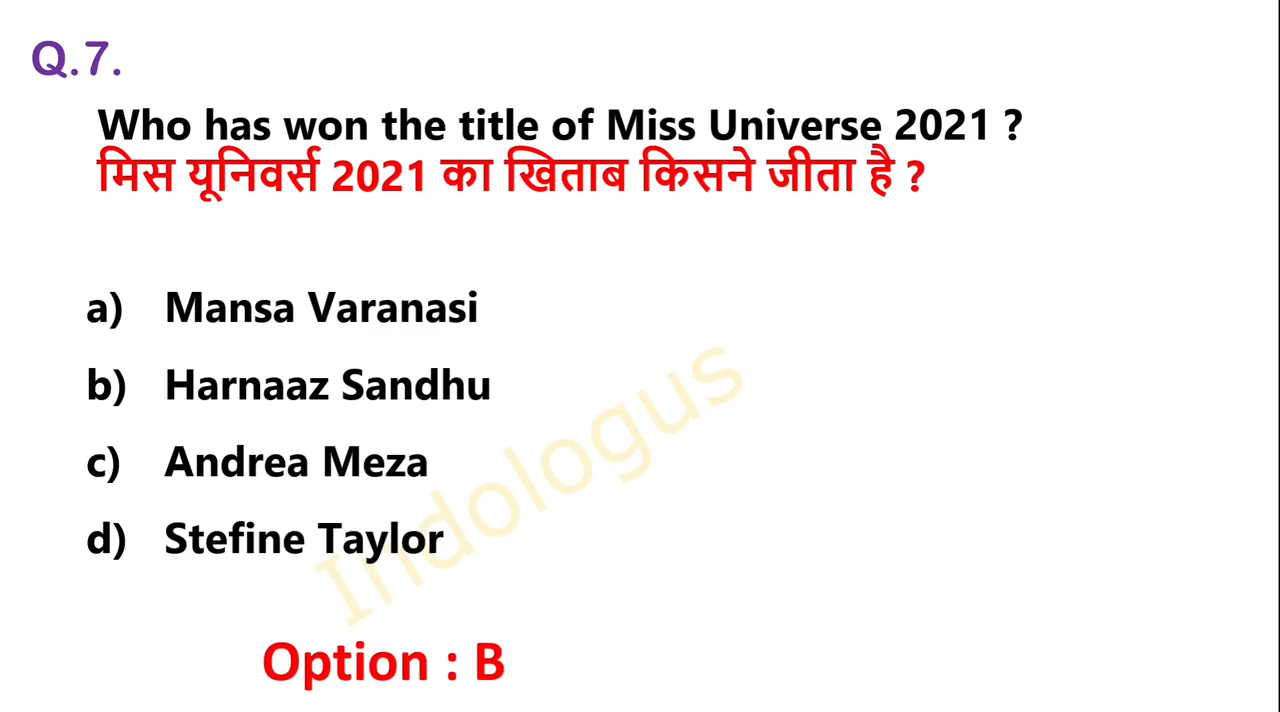 Q.7.
Who has won the title of Miss Universe 2021 ?
मिस यूनिवर्स 2021 का खिताब किसने जीता है ?
a) Mansa Varanasi
b) Harnaaz Sandhu
c) Andrea Meza
d) Stefine Taylor
Indologus
Option : B